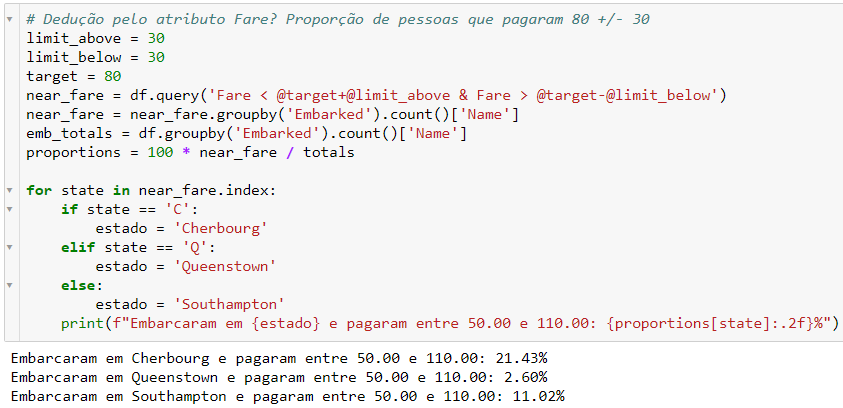 # Dedução pelo atributo Fare? Proporção de pessoas que pagaram 80 +/- 30
limit_above = 30
limit_below = 30
target = 80
near_fare = df.query('Fare < @target+@limit_above & Fare > @target-@limit_below')
near_fare = near_fare.groupby('Embarked').count()['Name']
emb_totals = df.groupby('Embarked').count()['Name']
proportions = 100 * near_fare / totals
for state in near_fare.index:
    if state == 'C':
        estado = 'Cherbourg'
    elif state == 'Q':
        estado = 'Queenstown'
    else:
        estado = 'Southampton'
    print(f"Embarcaram em {estado} e pagaram entre 50.00 e 110.00: {proportions[state]:.2f}%")
Embarcaram em Cherbourg e pagaram entre 50.00 e 110.00: 21.43%
Embarcaram em Queenstown e pagaram entre 50.00 e 110.00: 2.60%
Embarcaram em Southampton e pagaram entre 50.00 e 110.00: 11.02%